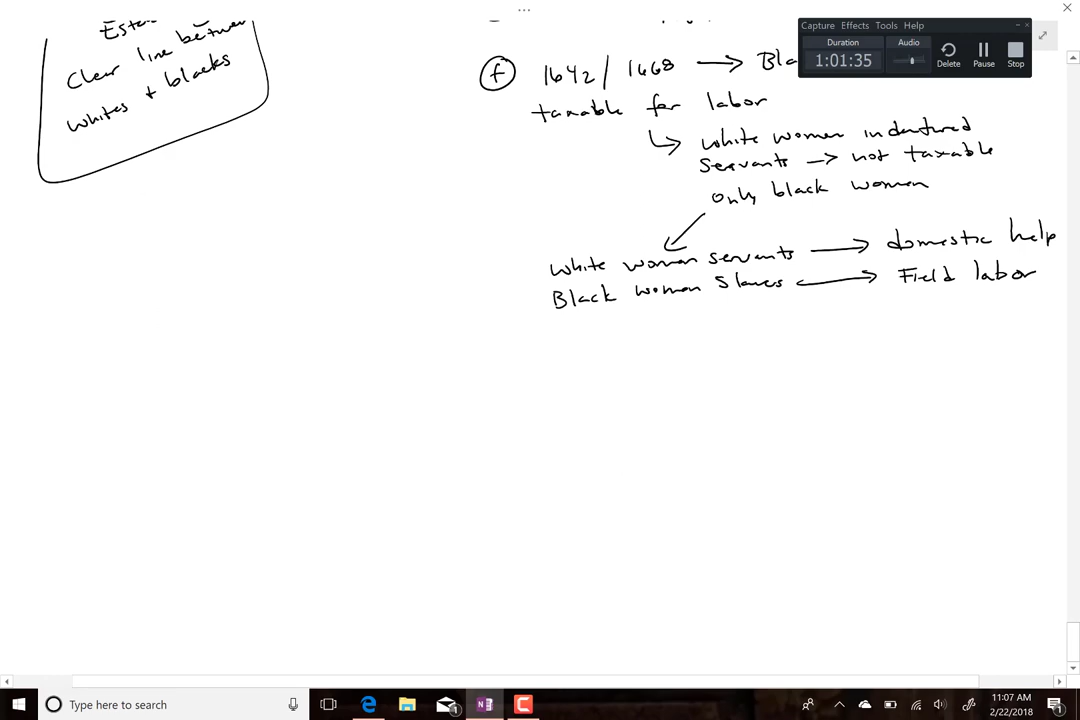 Capture Effects Tools Help
Duration
1:01:35
Audio
Delete
Pause
Stop
Clear line between
whites + blacks
f 1642/1668 → Bla
taxable for labor
↳ white women indentured
servants → not taxable
only black women
white woman servants → domestic help
Black woman slaves → Field labor
Type here to search
11:07 AM
2/22/2018